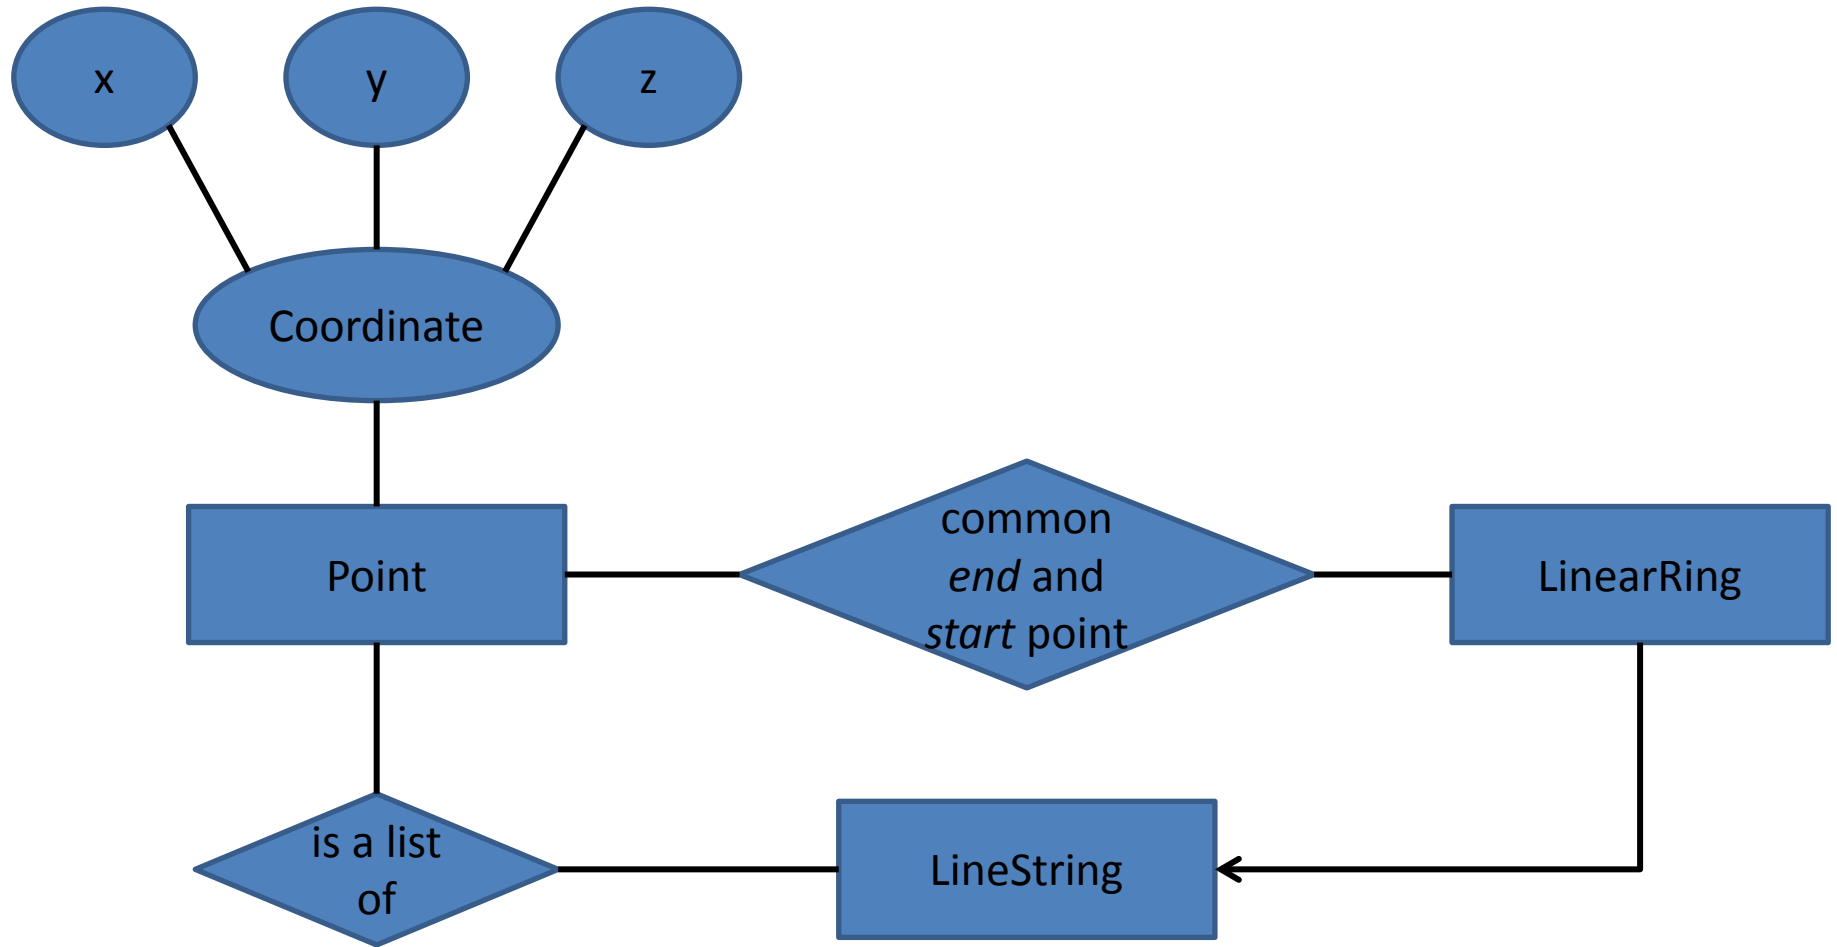 x
y
z
Coordinate
Point
common
end and
start point
LinearRing
is a list
of
LineString